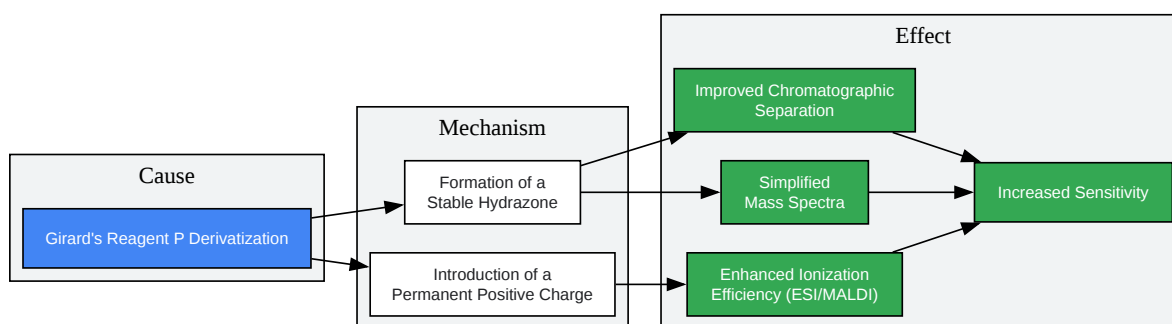 Cause
Girard's Reagent P Derivatization
Mechanism
Formation of a
Stable Hydrazone
Introduction of a
Permanent Positive Charge
Effect
Improved Chromatographic
Separation
Simplified
Mass Spectra
Enhanced Ionization
Efficiency (ESI/MALDI)
Increased Sensitivity